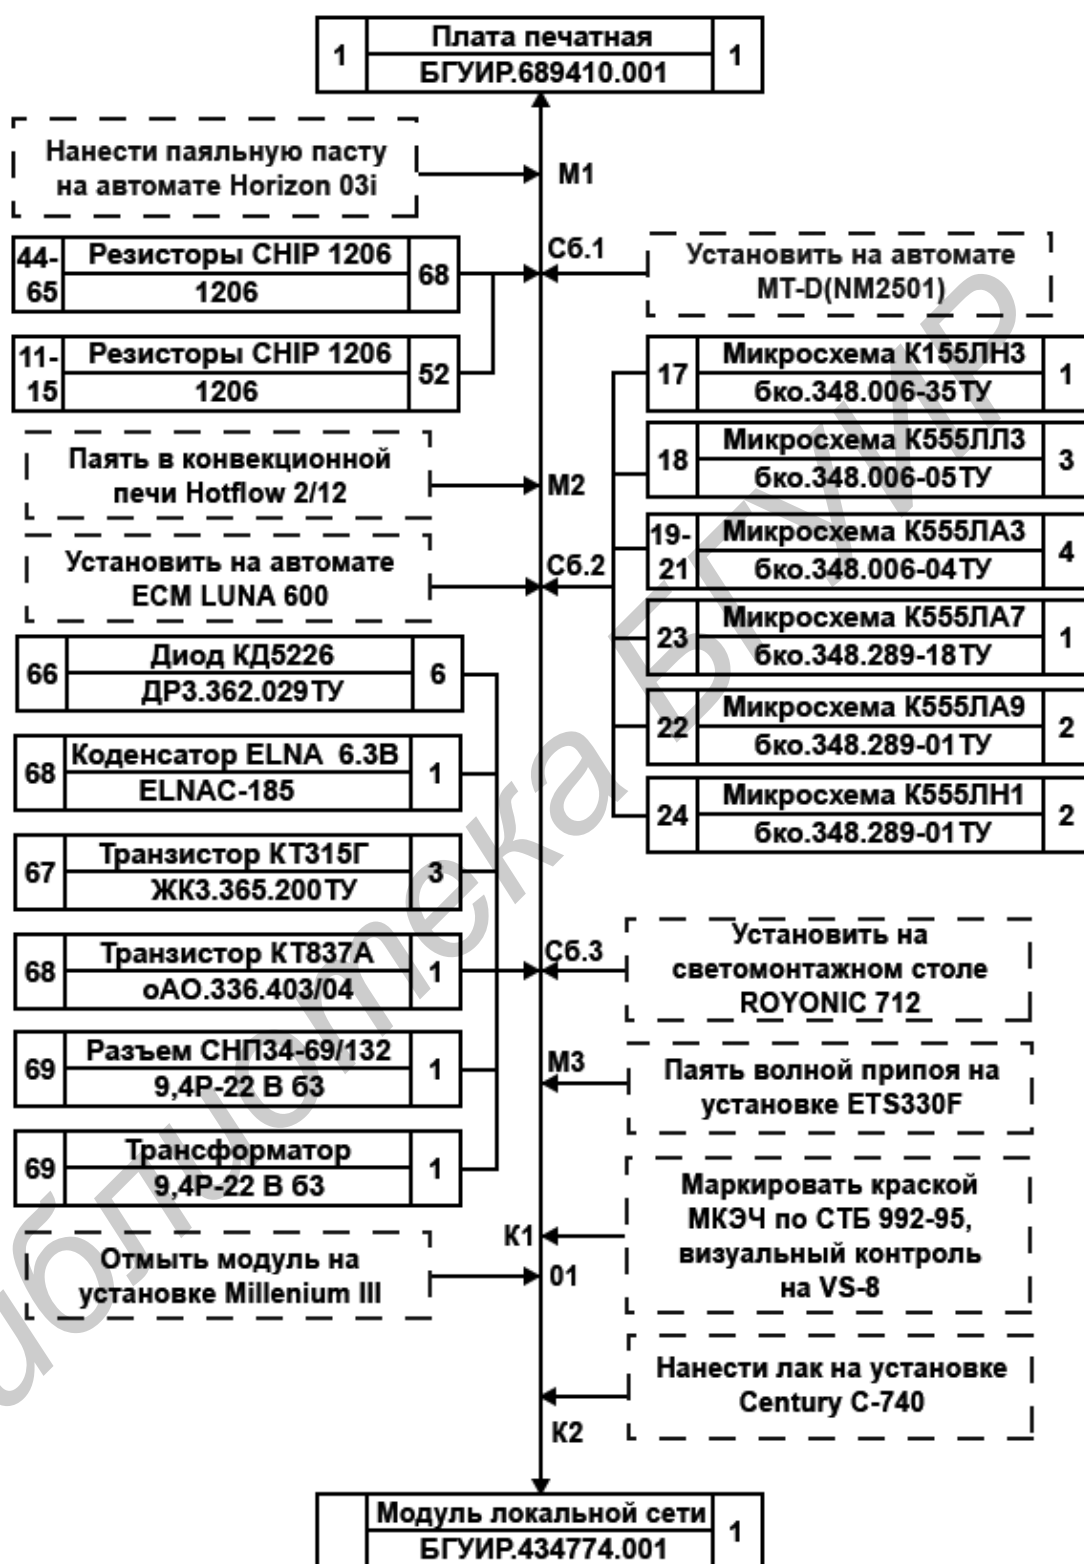 1
Плата печатная
БГУИР.689410.001
1
Нанести паяльную пасту
на автомате Horizon 03i
М1
44-
65
Резисторы CHIP 1206
1206
68
Сб.1
Установить на автомате
MT-D(NM2501)
11-
15
Резисторы CHIP 1206
1206
52
17
Микросхема К155ЛН3
бко.348.006-35ТУ
1
Паять в конвекционной
печи Hotflow 2/12
М2
18
Микросхема К555ЛЛ3
бко.348.006-05ТУ
3
Установить на автомате
ECM LUNA 600
Сб.2
19-
21
Микросхема К555ЛА3
бко.348.006-04ТУ
4
66
Диод КД5226
ДР3.362.029ТУ
6
23
Микросхема К555ЛА7
бко.348.289-18ТУ
1
68
Коденсатор ELNA 6.3В
ELNAC-185
1
22
Микросхема К555ЛА9
бко.348.289-01ТУ
2
24
Микросхема К555ЛН1
бко.348.289-01ТУ
2
67
Транзистор КТ315Г
ЖК3.365.200ТУ
3
68
Транзистор КТ837А
оАО.336.403/04
1
Сб.3
Установить на
светомонтажном столе
ROYONIC 712
69
Разъем СНП34-69/132
9,4Р-22 В 63
1
М3
Паять волной припоя на
установке ETS330F
69
Трансформатор
9,4Р-22 В 63
1
К1
Маркировать краской
МКЭЧ по СТБ 992-95,
визуальный контроль
на VS-8
Отмыть модуль на
установке Millenium III
01
Нанести лак на установке
Century C-740
К2
Модуль локальной сети
БГУИР.434774.001
1
иблиотека БГУИР